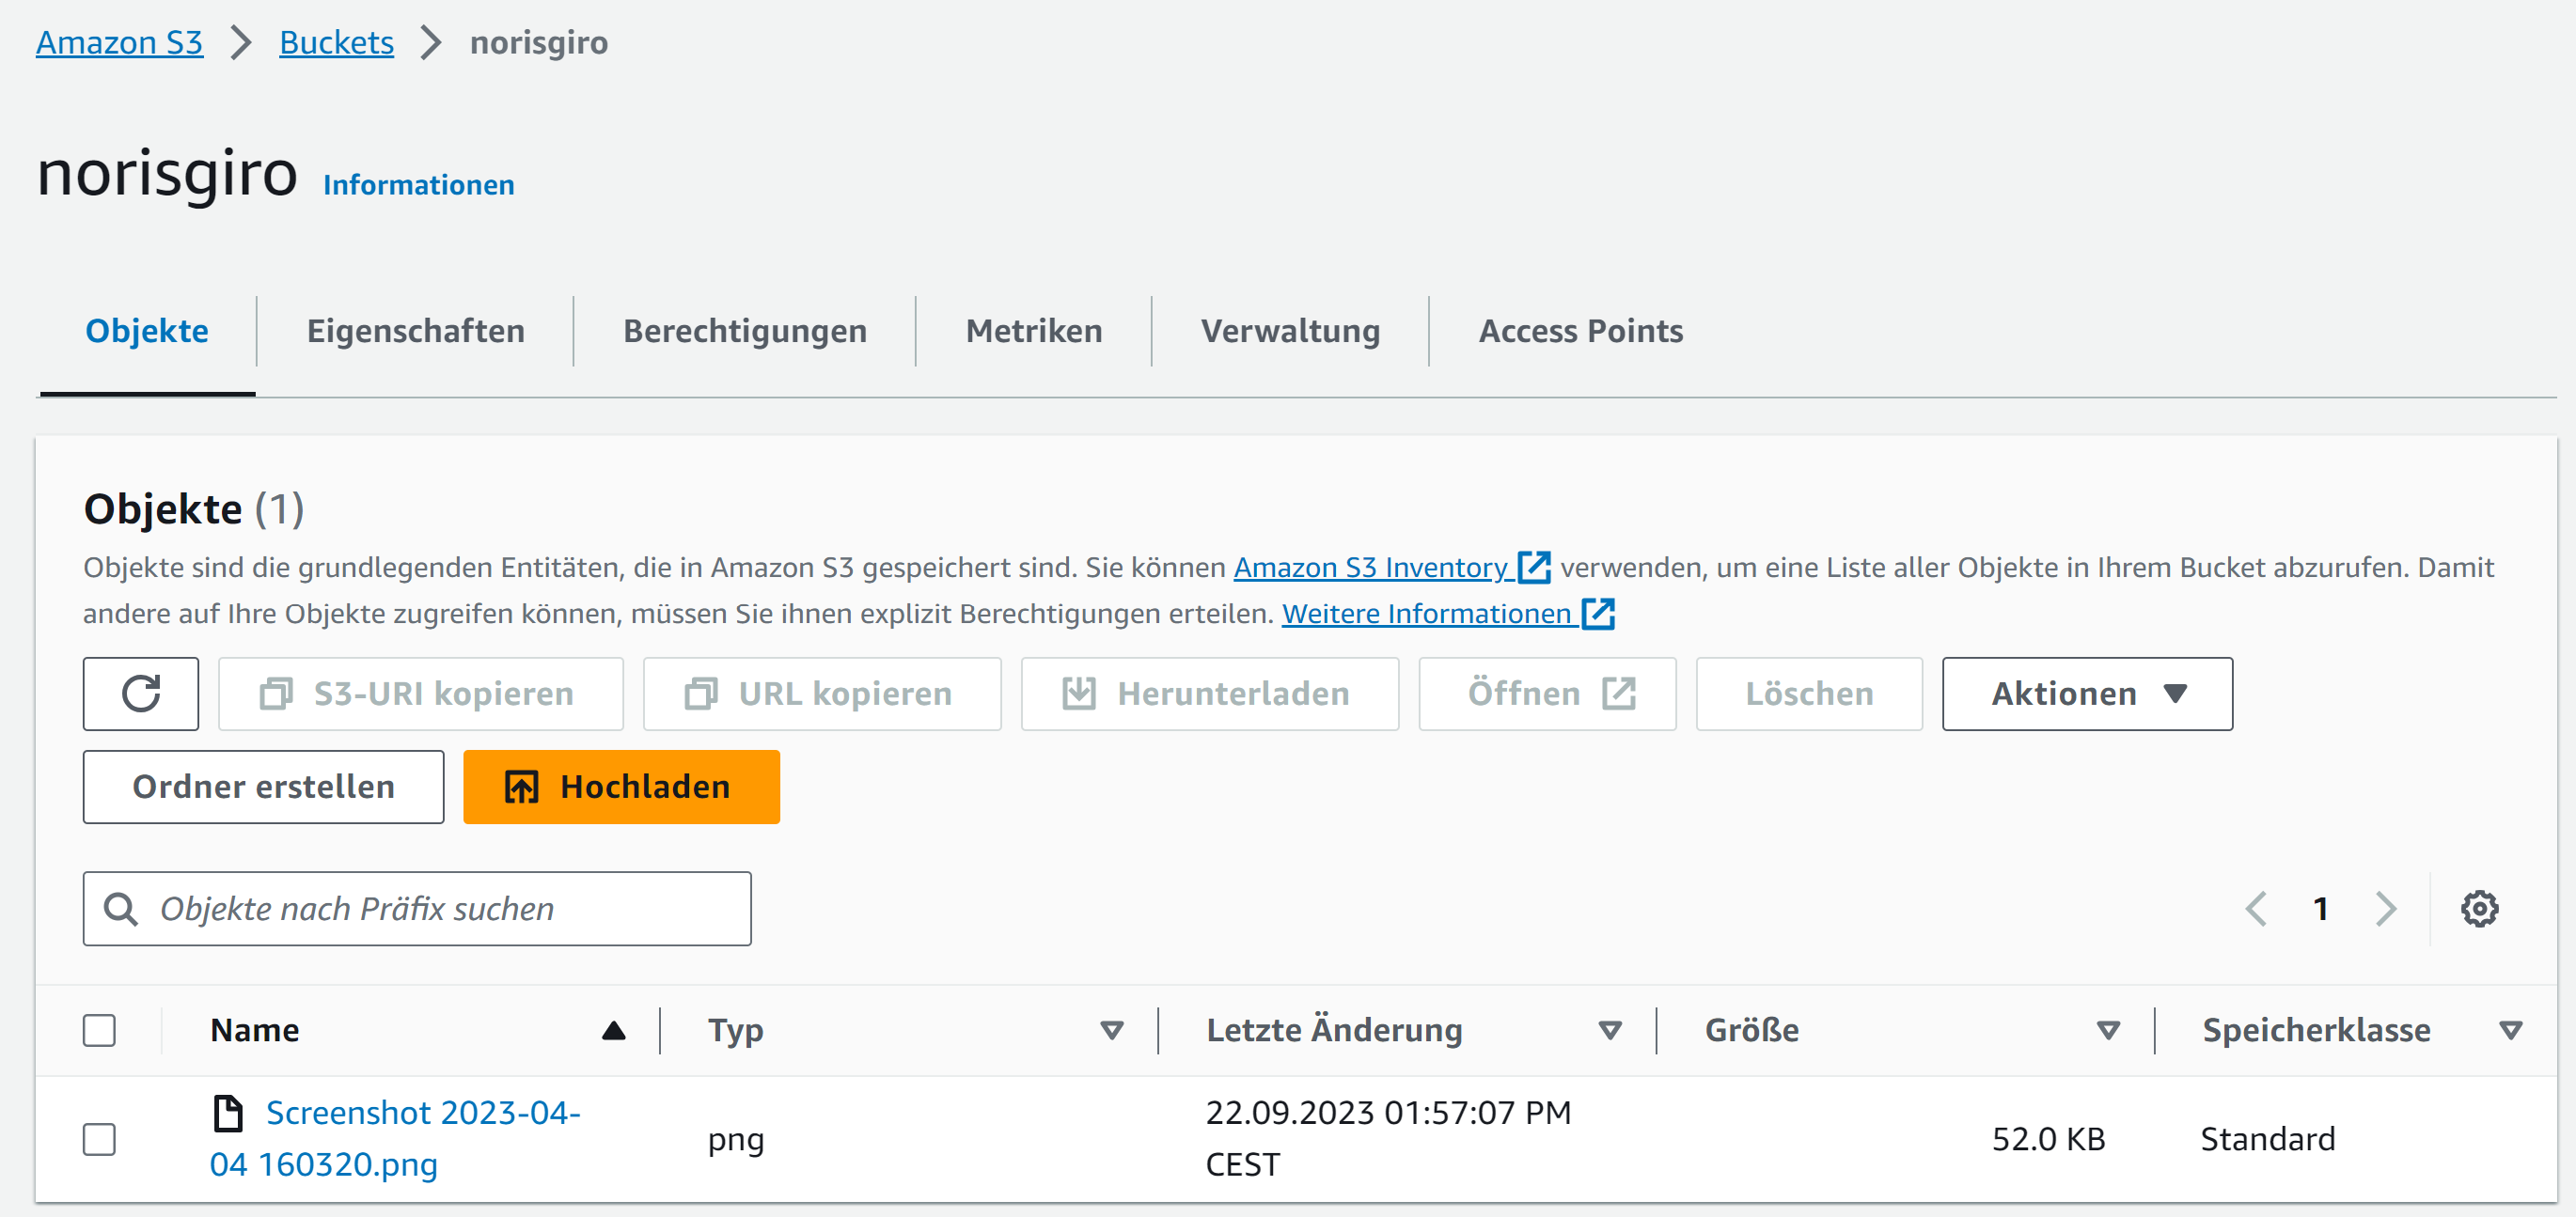 Amazon S3 > Buckets > norisgiro
norisgiro Informationen
Objekte Eigenschaften Berechtigungen Metriken Verwaltung Access Points
Objekte (1)
Objekte sind die grundlegenden Entitäten, die in Amazon S3 gespeichert sind. Sie können Amazon S3 Inventory verwenden, um eine Liste aller Objekte in Ihrem Bucket abzurufen. Damit
andere auf Ihre Objekte zugreifen können, müssen Sie ihnen explizit Berechtigungen erteilen. Weitere Informationen
S3-URI kopieren URL kopieren Herunterladen Öffnen Löschen Aktionen
Ordner erstellen Hochladen
Objekte nach Präfix suchen 1
Name Typ Letzte Änderung Größe Speicherklasse
Screenshot 2023-04-
04 160320.png png 22.09.2023 01:57:07 PM
CEST 52.0 KB Standard